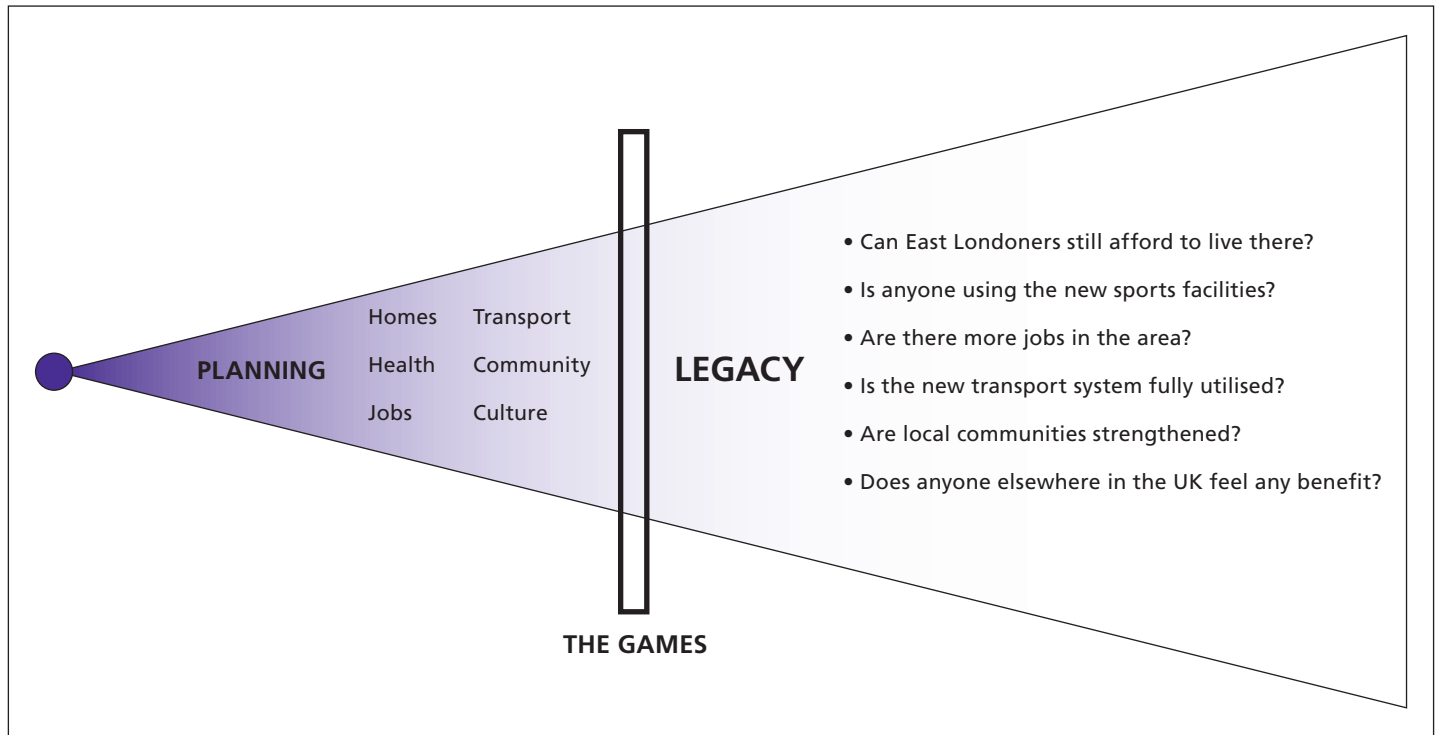 PLANNING
Homes Transport
Health Community
Jobs Culture
THE GAMES
LEGACY
• Can East Londoners still afford to live there?
• Is anyone using the new sports facilities?
• Are there more jobs in the area?
• Is the new transport system fully utilised?
• Are local communities strengthened?
• Does anyone elsewhere in the UK feel any benefit?